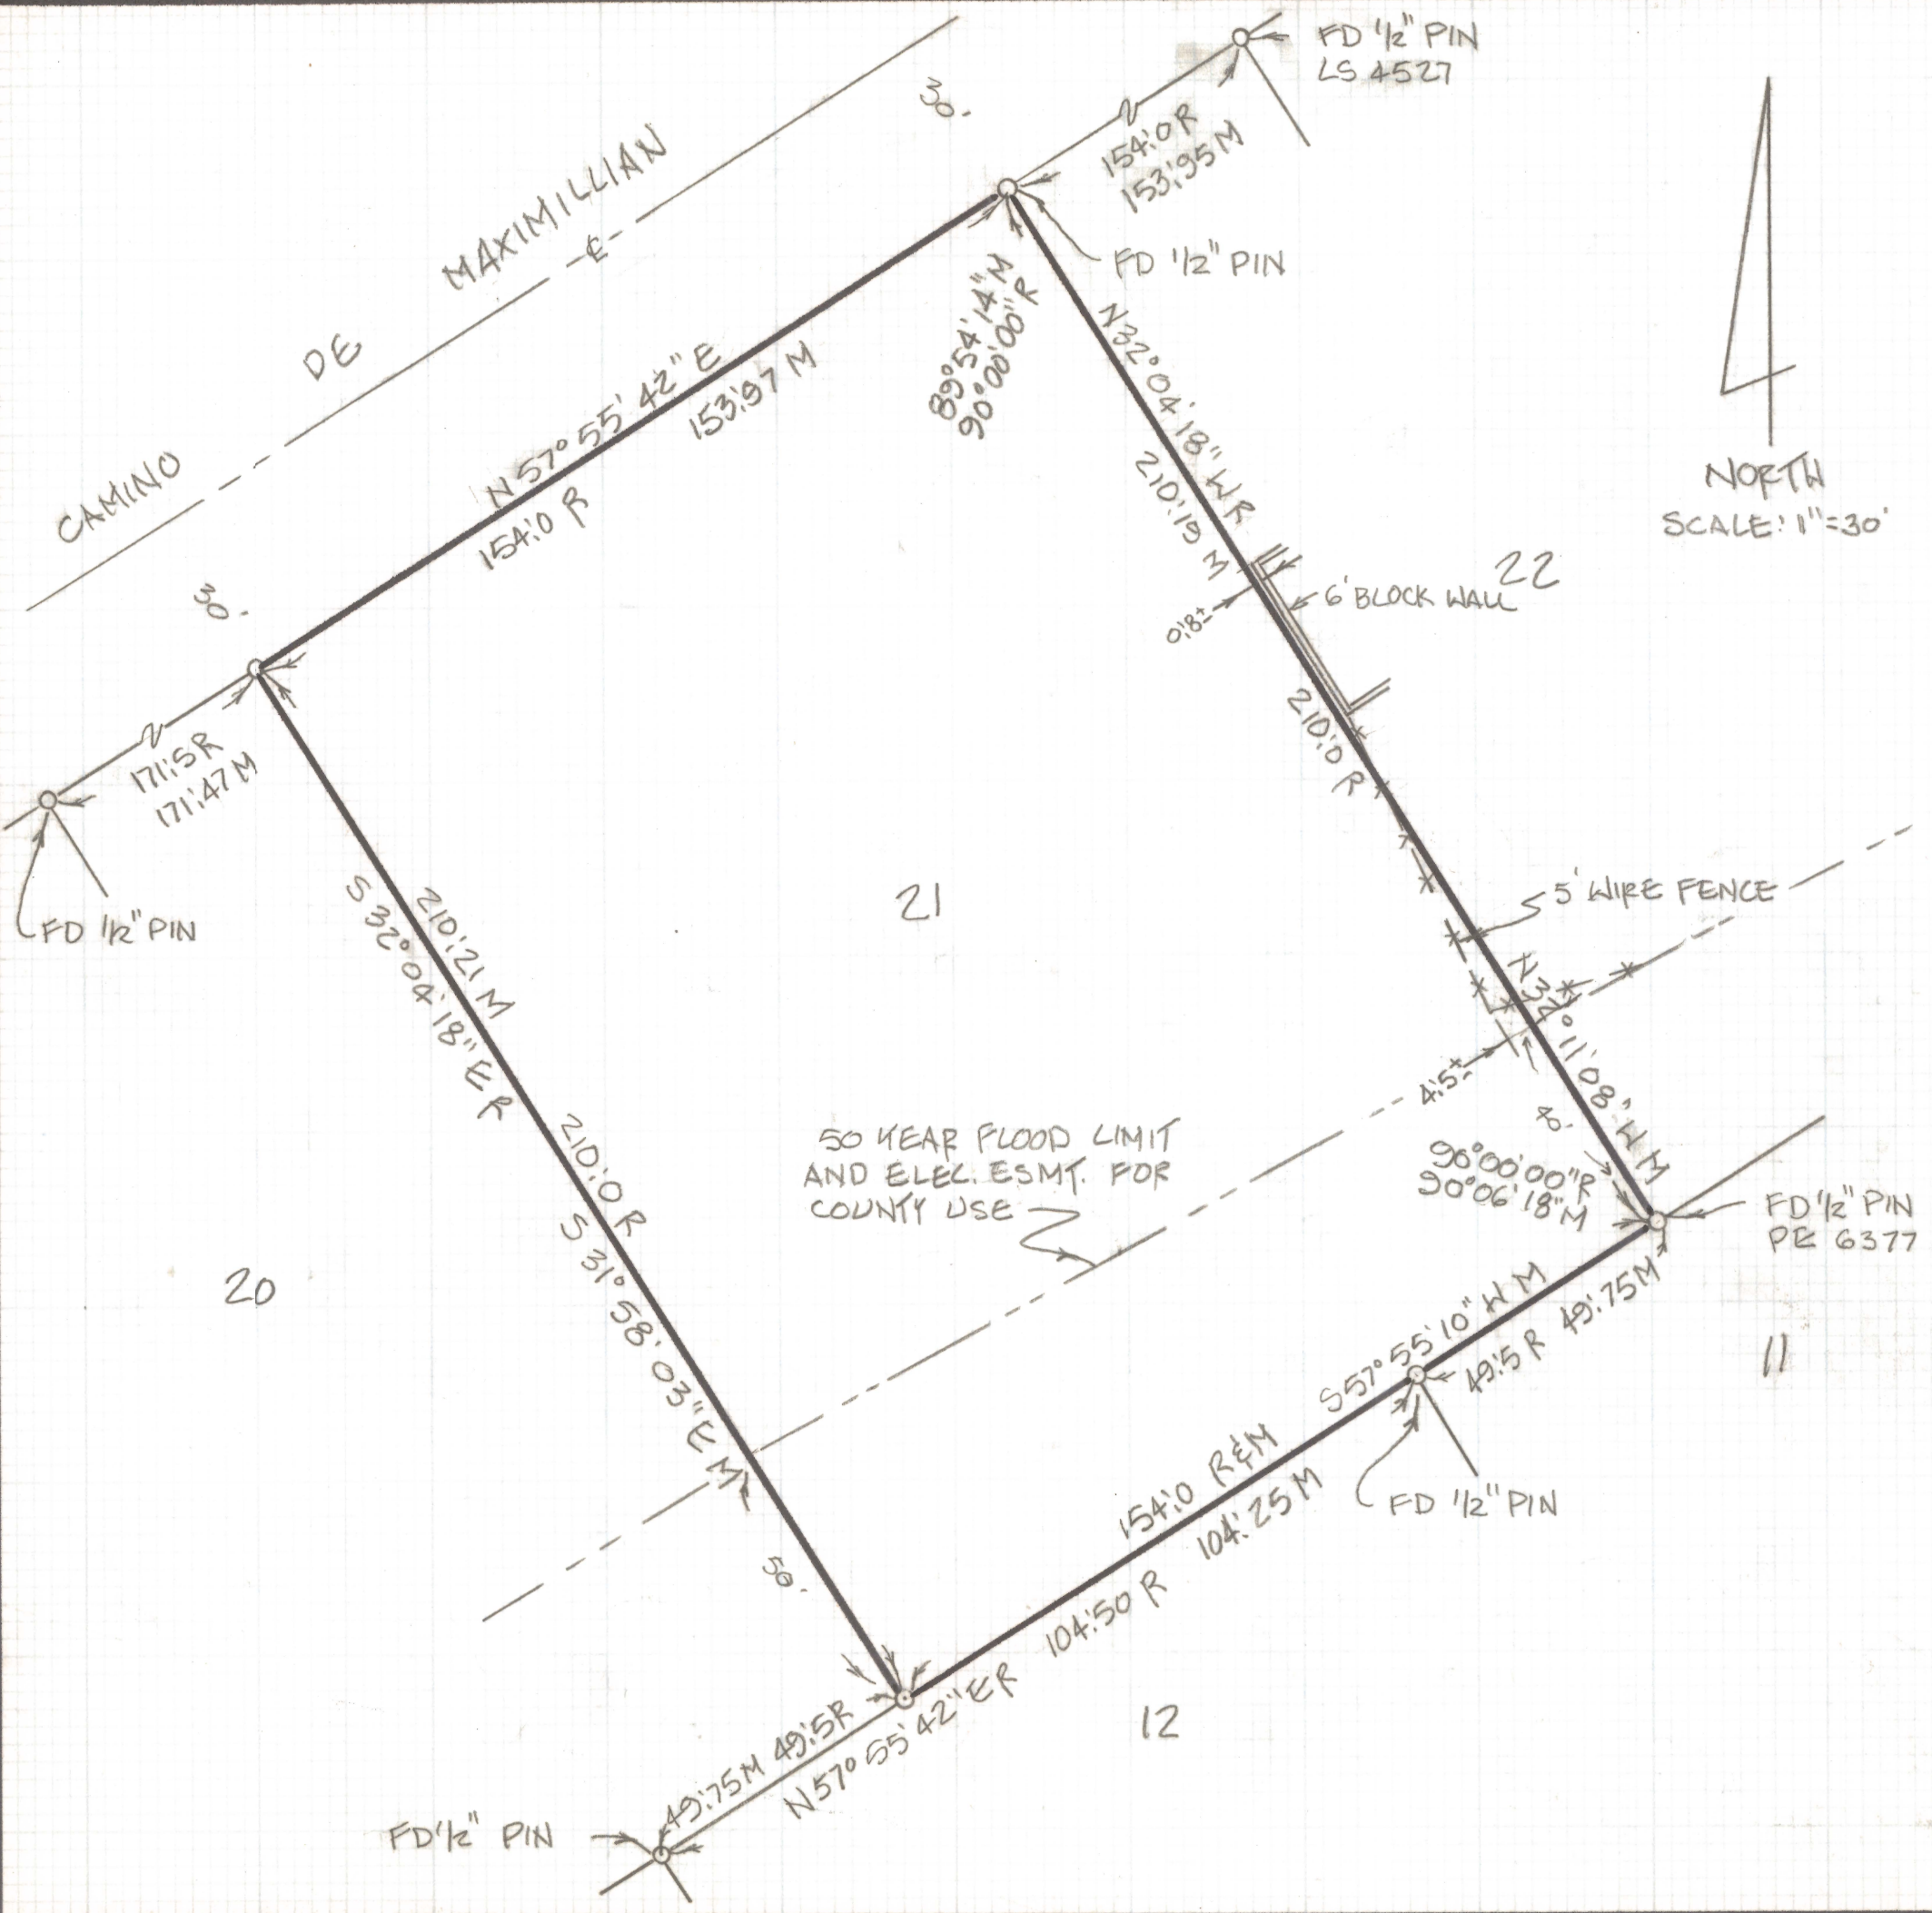 FD 1/2" PIN
LS 4527
30.
154.'0 R
153.'95 M
CAMINO DE MAXIMILLIAN
℄
FD 1/2" PIN
89°54'14" M
90°00'00" R
N 57° 55' 42" E
153.'97 M
154.'0 R
30.
NORTH
SCALE: 1"=30'
N 32° 04' 18" W R
210.'19 M
22
6' BLOCK WALL
0.'8±
210.'0 R
171.'5 R
171.'47 M
FD 1/2" PIN
21
5' WIRE FENCE
210.'21 M
S 32° 04' 18" E R
N 32° 11' 08" W M
4.'5±
50 YEAR FLOOD LIMIT
AND ELEC. ESMT. FOR
COUNTY USE
90°00'00" R
90°06'18" M
FD 1/2" PIN
PE 6377
210.'0 R
S 31° 58' 03" E M
20
S 57° 55' 10" W M
49.'75 M
49.'5 R
11
154.'0 R&M
104.'25 M
104.'50 R
FD 1/2" PIN
50.
12
49.'75 M 49.'5 R
N 57° 55' 42" E R
FD 1/2" PIN